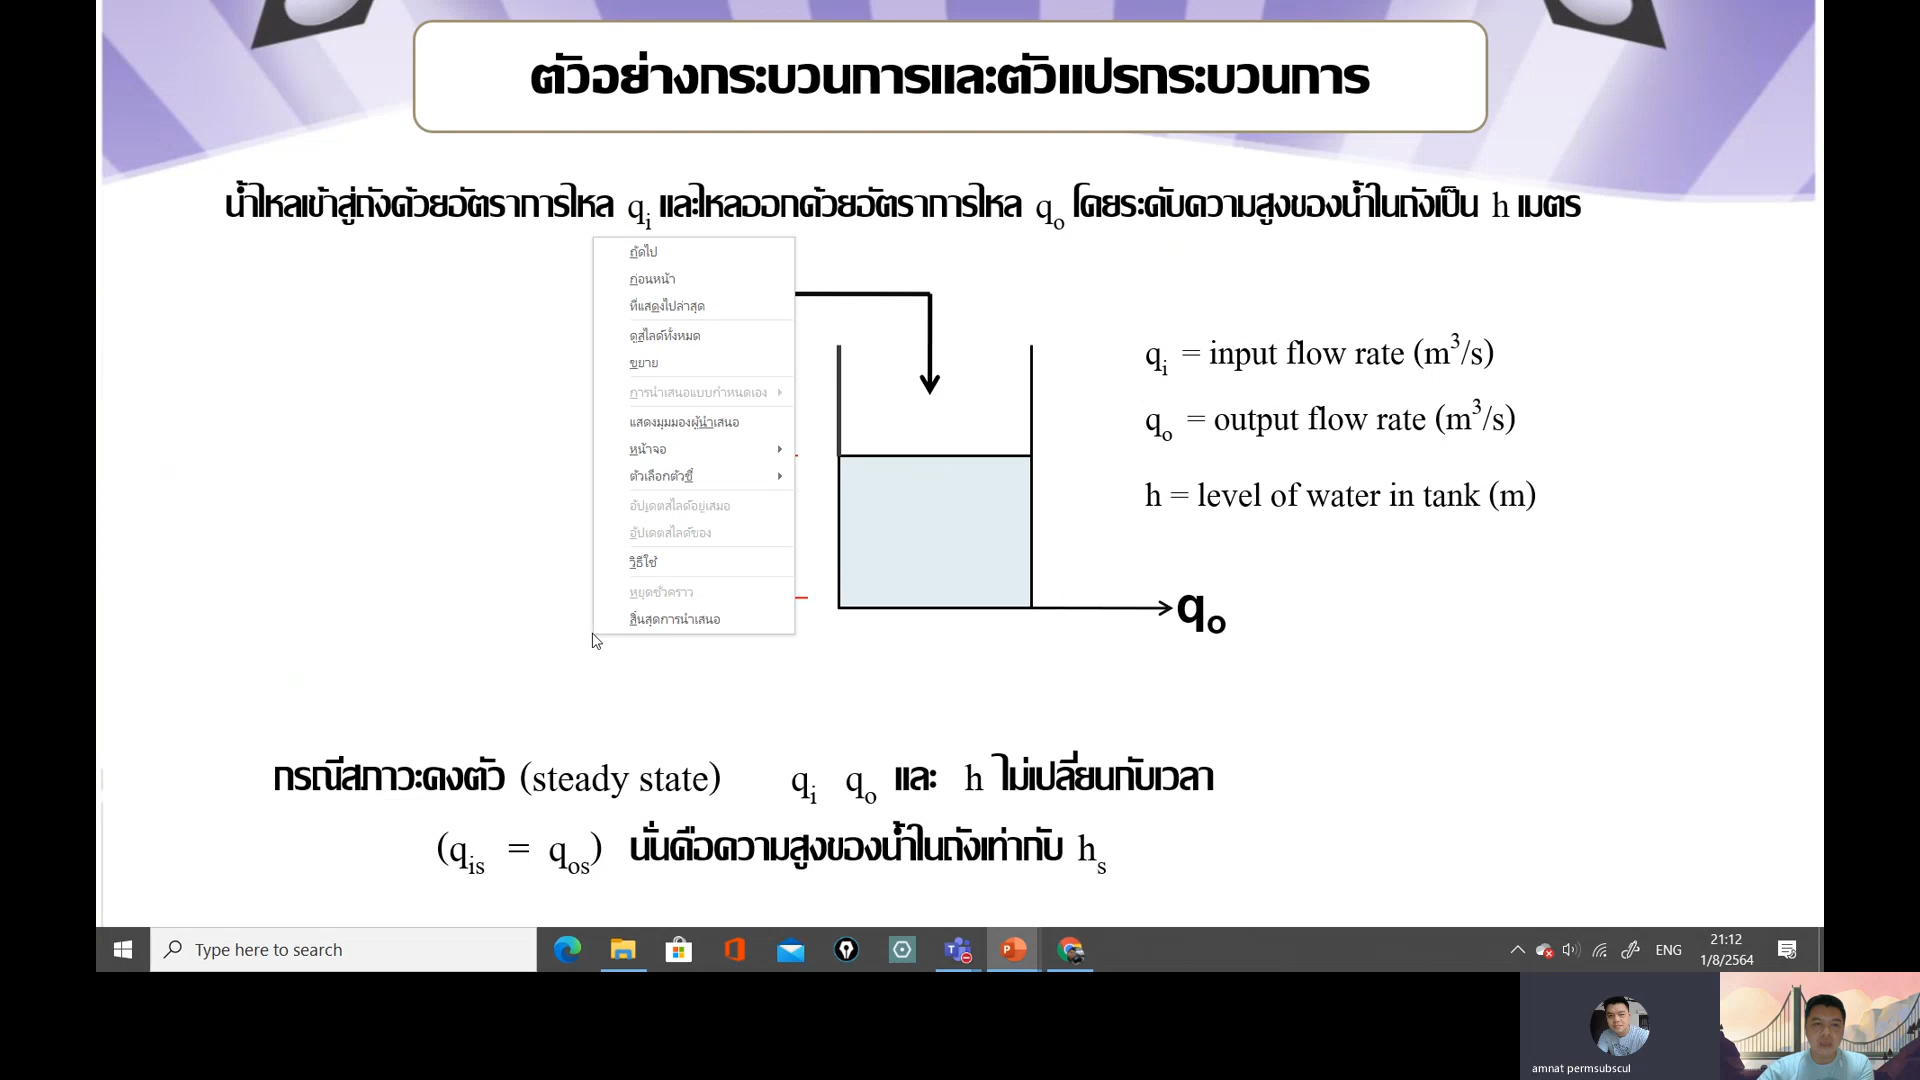 ตัวอย่างกระบวนการและตัวแปรกระบวนการ
น้ำไหลเข้าสู่ถังด้วยอัตราการไหล qi และไหลออกด้วยอัตราการไหล qo โดยระดับความสูงของน้ำในถังเป็น h เมตร
ถัดไป
ก่อนหน้า
ที่แสดงไปล่าสุด
ดูสไลด์ทั้งหมด
ขยาย
การนำเสนอแบบกำหนดเอง
แสดงมุมมองผู้นำเสนอ
หน้าจอ
ตัวเลือกตัวชี้
อัปเดตสไลด์อยู่เสมอ
อัปเดตสไลด์ของ
วิธีใช้
หยุดชั่วคราว
สิ้นสุดการนำเสนอ
qi = input flow rate (m3/s)
qo = output flow rate (m3/s)
h = level of water in tank (m)
qo
กรณีสภาวะคงตัว (steady state) qi qo และ h ไม่เปลี่ยนกับเวลา
(qis = qos) นั่นคือความสูงของน้ำในถังเท่ากับ hs
Type here to search
ENG
21:12
1/8/2564
amnat permsubscul